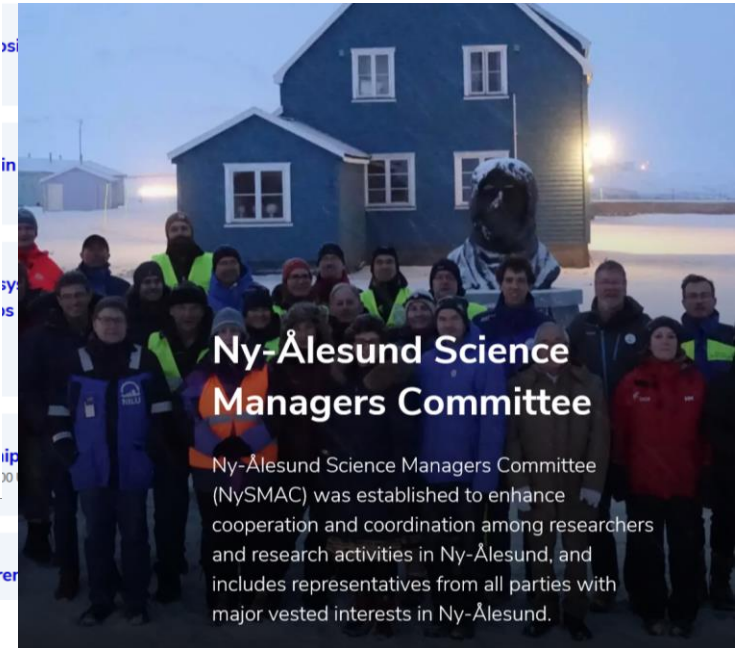 Ny-Ålesund Science
Managers Committee
Ny-Ålesund Science Managers Committee
(NySMAC) was established to enhance
cooperation and coordination among researchers
and research activities in Ny-Ålesund, and
includes representatives from all parties with
major vested interests in Ny-Ålesund.